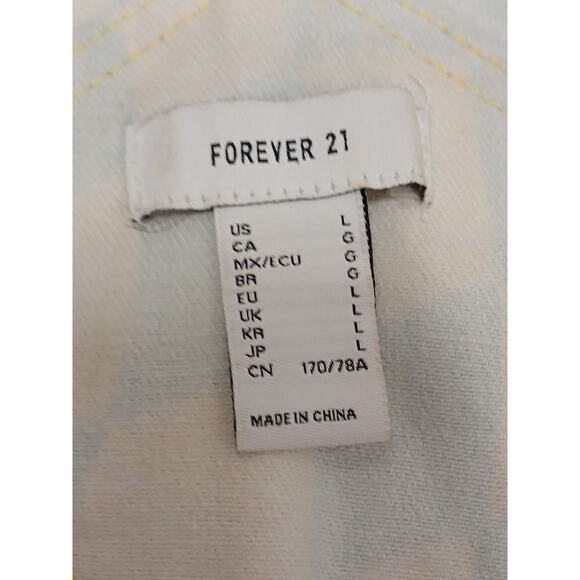 FOREVER 21
US L
CA G
MX/ECU G
BR G
EU L
UK L
KR L
JP L
CN 170/78A
MADE IN CHINA